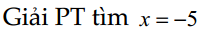 Giải PT tìm x = −5